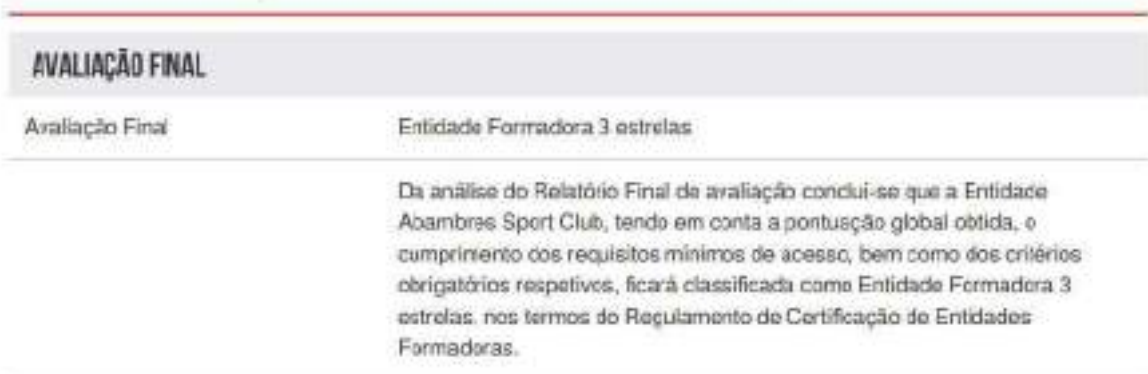 AVALIAÇÃO FINAL
Avaliação Final
Entidade Formadora 3 estrelas
Da análise do Relatório Final de avaliação conclui-se que a Entidade
Abambres Sport Club, tendo em conta a pontuação global obtida, o
cumprimento dos requisitos mínimos de acesso, bem como dos critérios
obrigatórios respetivos, ficará classificada como Entidade Formadora 3
estrelas, nos termos do Regulamento de Certificação de Entidades
Formadoras.